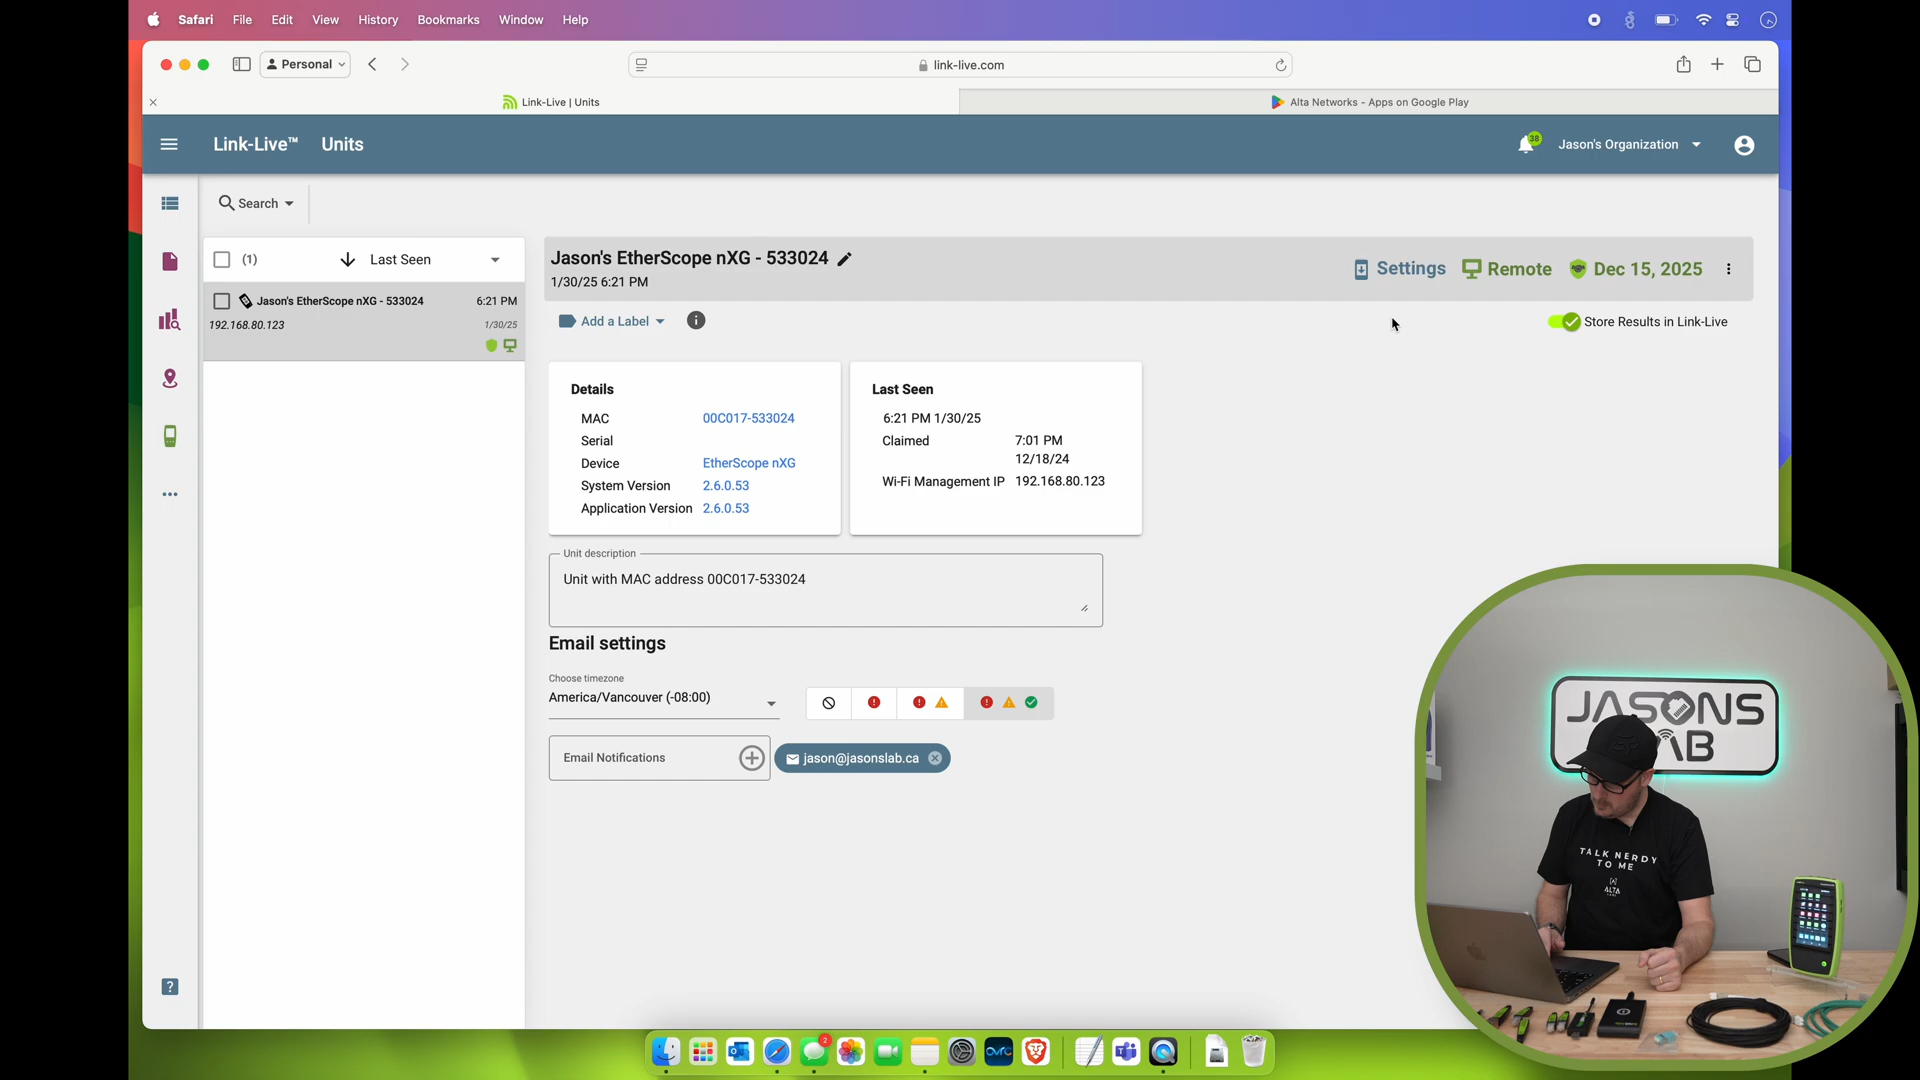 Safari File Edit View History Bookmarks Window Help
Personal
link-live.com
Link-Live | Units
Alta Networks - Apps on Google Play
Link-Live™ Units
38
Jason's Organization
Search
(1) Last Seen
Jason's EtherScope nXG - 533024 6:21 PM
192.168.80.123 1/30/25
Jason's EtherScope nXG - 533024
1/30/25 6:21 PM
Settings Remote Dec 15, 2025
Add a Label
Store Results in Link-Live
Details
MAC 00C017-533024
Serial
Device EtherScope nXG
System Version 2.6.0.53
Application Version 2.6.0.53
Last Seen
6:21 PM 1/30/25
Claimed 7:01 PM
12/18/24
Wi-Fi Management IP 192.168.80.123
Unit description
Unit with MAC address 00C017-533024
Email settings
Choose timezone
America/Vancouver (-08:00)
Email Notifications
jason@jasonslab.ca
?
2
ovrc
JASONS
TALK NERDY
TO ME
ALTA